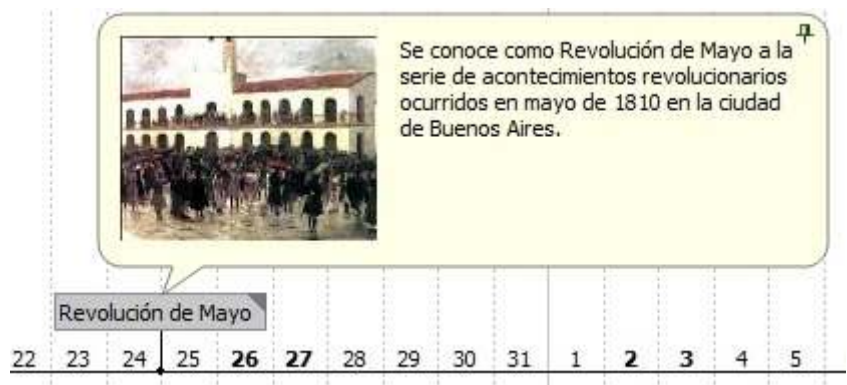 Se conoce como Revolución de Mayo a la
serie de acontecimientos revolucionarios
ocurridos en mayo de 1810 en la ciudad
de Buenos Aires.
Revolución de Mayo
22 23 24 25 26 27 28 29 30 31 1 2 3 4 5